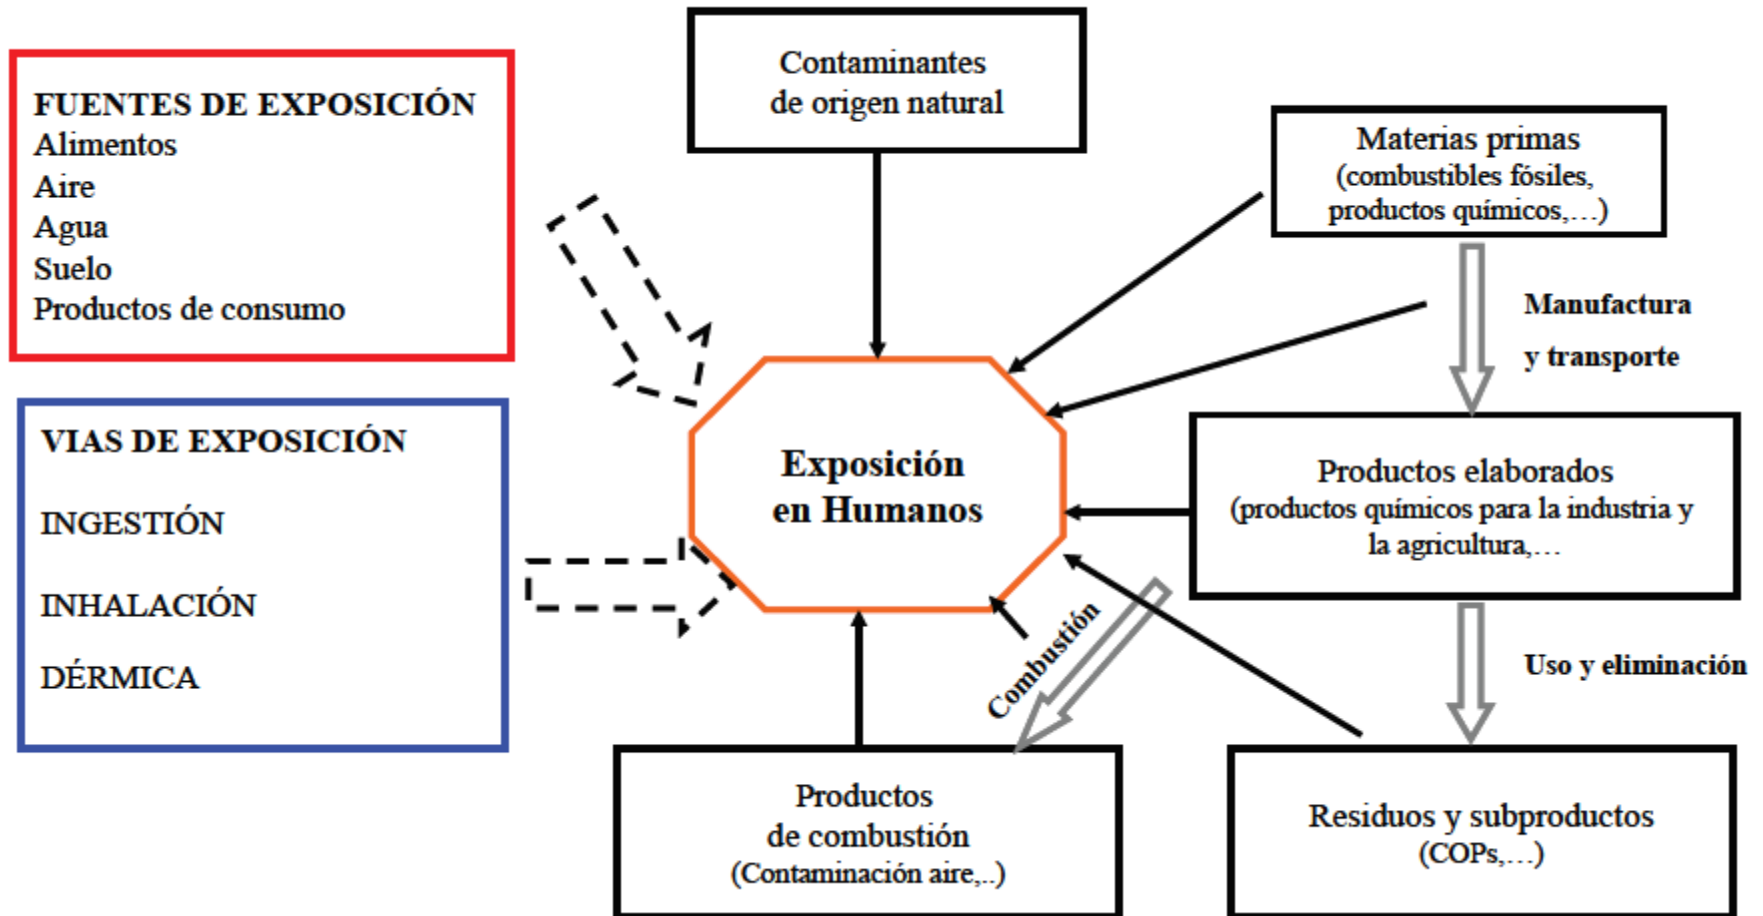 FUENTES DE EXPOSICIÓN
Alimentos
Aire
Agua
Suelo
Productos de consumo
VIAS DE EXPOSICIÓN
INGESTIÓN
INHALACIÓN
DÉRMICA
Contaminantes
de origen natural
Materias primas
(combustibles fósiles,
productos químicos,...)
Manufactura
y transporte
Exposición
en Humanos
Productos elaborados
(productos químicos para la industria y
la agricultura,...
Combustión
Uso y eliminación
Productos
de combustión
(Contaminación aire,..)
Residuos y subproductos
(COPs,...)